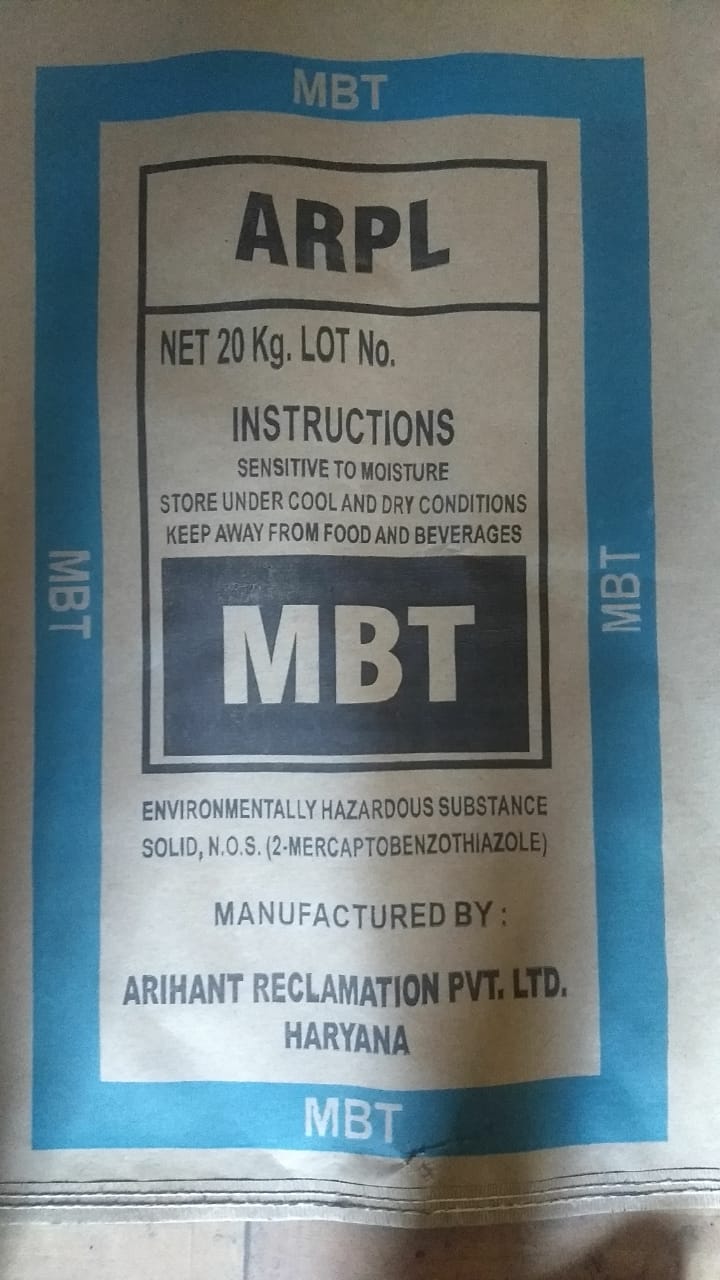 MBT
ARPL
NET 20 Kg. LOT No.
INSTRUCTIONS
SENSITIVE TO MOISTURE
STORE UNDER COOL AND DRY CONDITIONS
KEEP AWAY FROM FOOD AND BEVERAGES
MBT
MBT
MBT
ENVIRONMENTALLY HAZARDOUS SUBSTANCE
SOLID, N.O.S. (2-MERCAPTOBENZOTHIAZOLE)
MANUFACTURED BY :
ARIHANT RECLAMATION PVT. LTD.
HARYANA
MBT